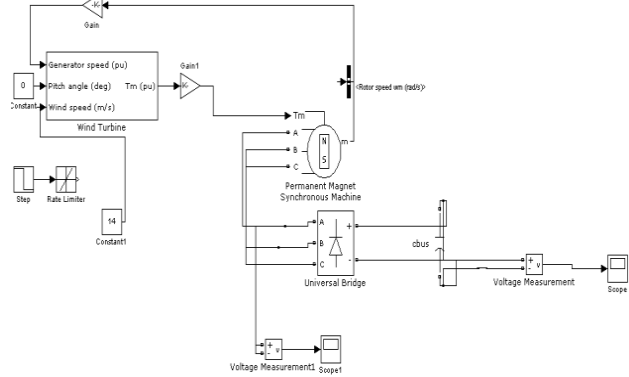 -K-
Gain
Generator speed (pu)
Pitch angle (deg)
Wind speed (m/s)
Tm (pu)
Wind Turbine
0
Constant
Gain1
K-
<Rotor speed wm (rad/s)>
Tm
A
B
C
m
N
S
Permanent Magnet
Synchronous Machine
Step
Rate Limiter
14
Constant1
A
B
C
+
-
Universal Bridge
cbus
+
-
v
Voltage Measurement
Scope
+
-
v
Voltage Measurement1
Scope1